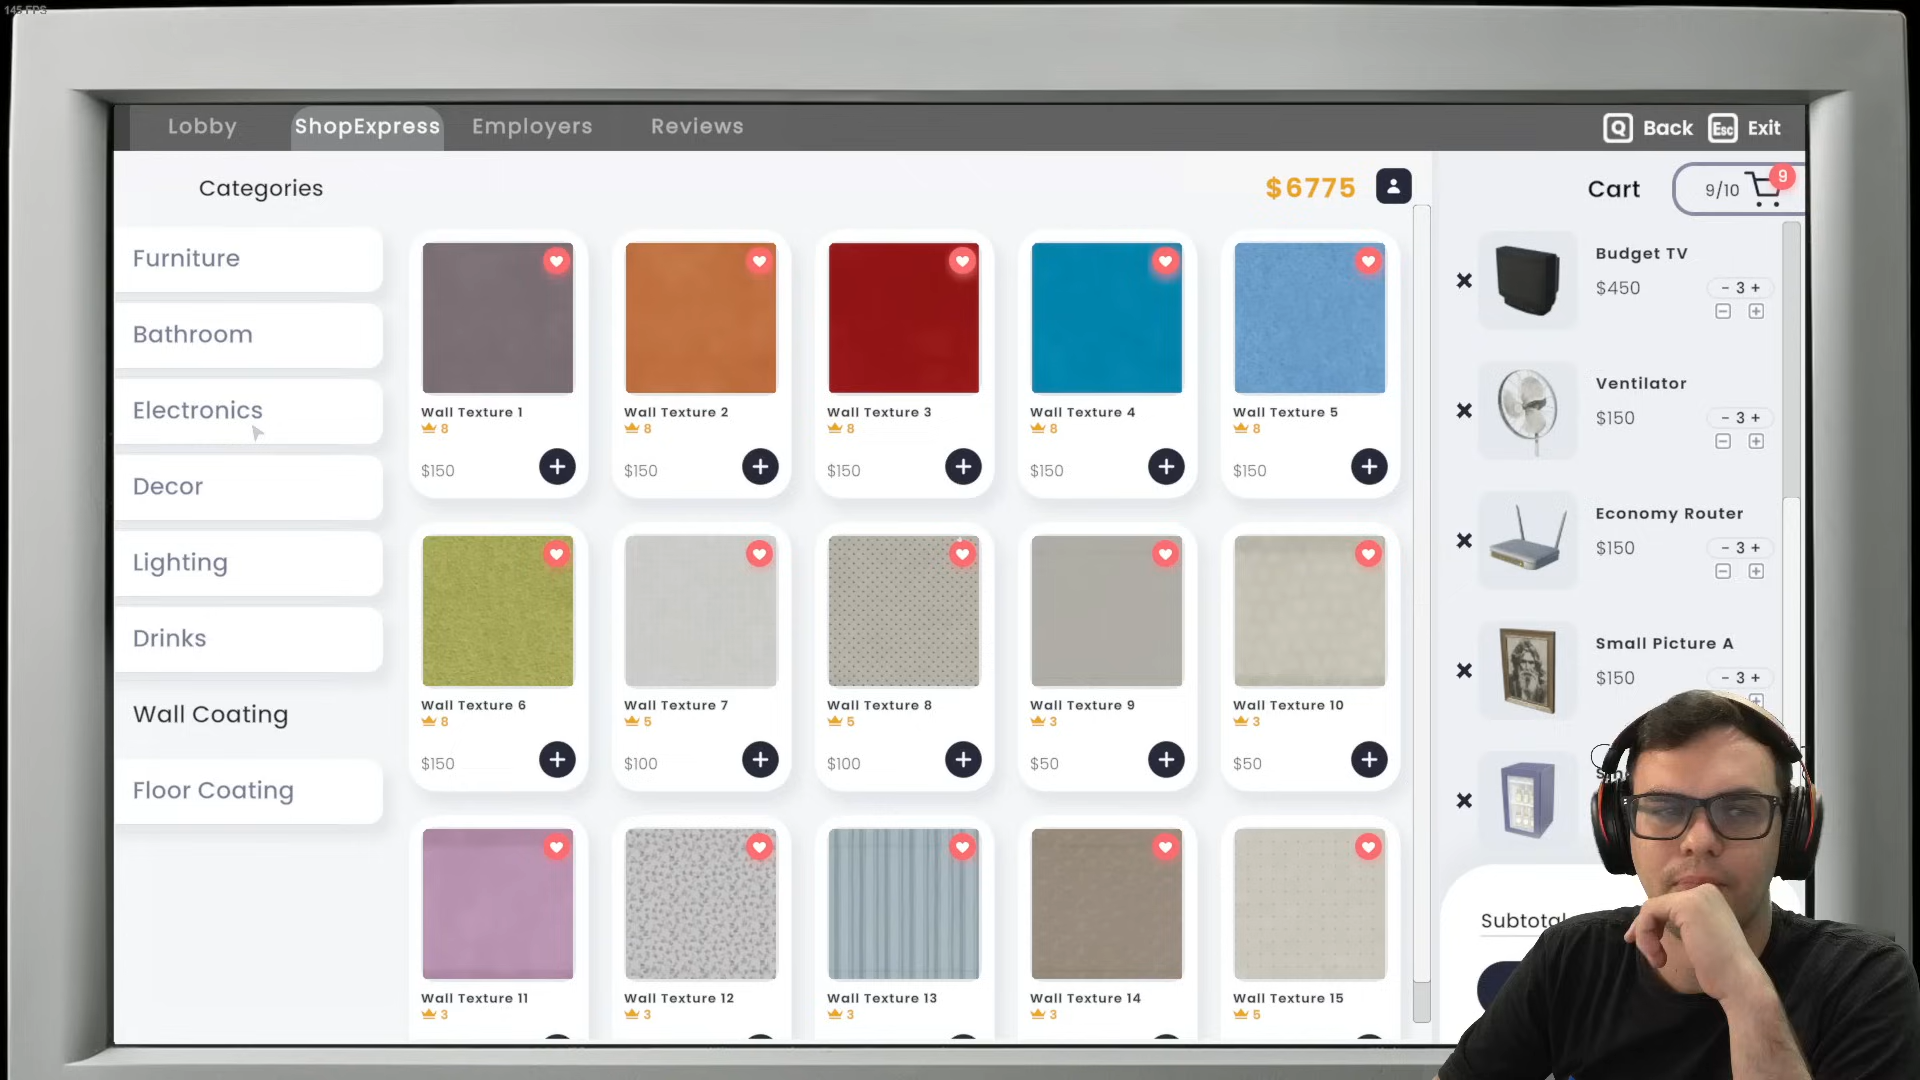 145 FPS
Lobby
ShopExpress
Employers
Reviews
Q Back
Esc Exit
Categories
$6775
Cart
9/10
9
Furniture
Bathroom
Electronics
Decor
Lighting
Drinks
Wall Coating
Floor Coating
Wall Texture 1
8
$150
Wall Texture 2
8
$150
Wall Texture 3
8
$150
Wall Texture 4
8
$150
Wall Texture 5
8
$150
Wall Texture 6
8
$150
Wall Texture 7
5
$100
Wall Texture 8
5
$100
Wall Texture 9
3
$50
Wall Texture 10
3
$50
Wall Texture 11
3
Wall Texture 12
3
Wall Texture 13
3
Wall Texture 14
3
Wall Texture 15
5
Budget TV
$450
- 3 +
Ventilator
$150
- 3 +
Economy Router
$150
- 3 +
Small Picture A
$150
- 3 +
Subtotal